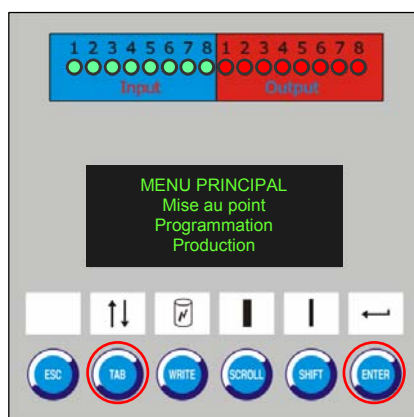 1 2 3 4 5 6 7 8 1 2 3 4 5 6 7 8
Input Output
MENU PRINCIPAL
Mise au point
Programmation
Production
ESC TAB WRITE SCROLL SHIFT ENTER